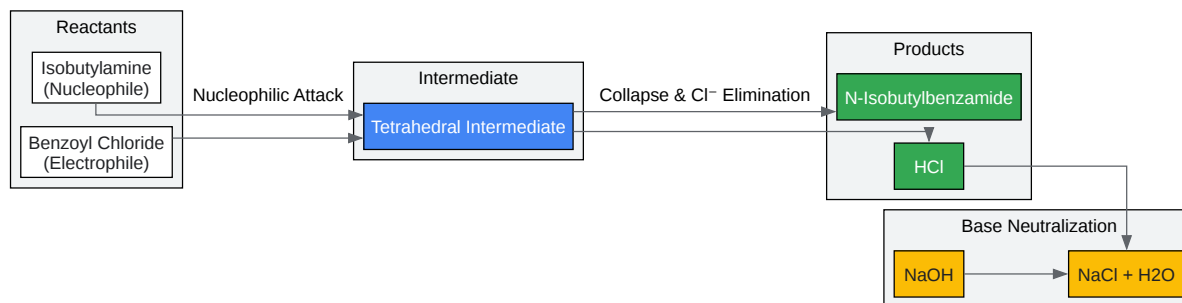 Reactants
Isobutylamine
(Nucleophile)
Benzoyl Chloride
(Electrophile)
Nucleophilic Attack
Intermediate
Tetrahedral Intermediate
Collapse & Cl⁻ Elimination
Products
N-Isobutylbenzamide
HCl
Base Neutralization
NaOH
NaCl + H2O